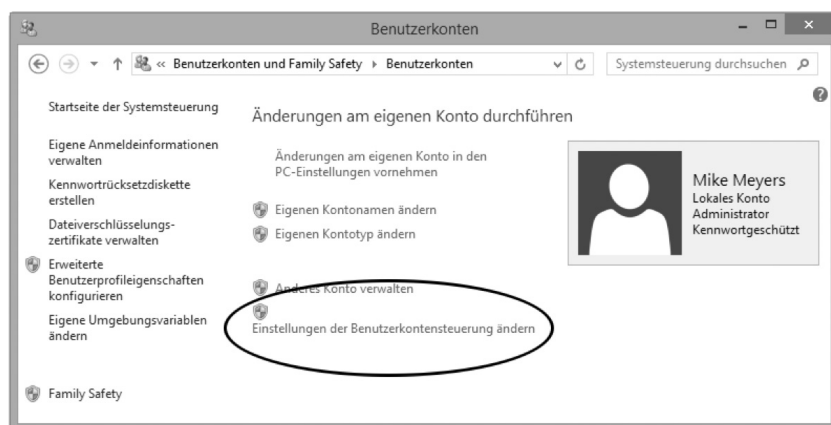 Benutzerkonten
« Benutzerkonten und Family Safety Benutzerkonten
Systemsteuerung durchsuchen
Startseite der Systemsteuerung
Eigene Anmeldeinformationen
verwalten
Kennwortrücksetzdiskette
erstellen
Dateiverschlüsselungs-
zertifikate verwalten
Erweiterte
Benutzerprofileigenschaften
konfigurieren
Eigene Umgebungsvariablen
ändern
Family Safety
Änderungen am eigenen Konto durchführen
Änderungen am eigenen Konto in den
PC-Einstellungen vornehmen
Eigenen Kontonamen ändern
Eigenen Kontotyp ändern
Anderes Konto verwalten
Einstellungen der Benutzerkontensteuerung ändern
Mike Meyers
Lokales Konto
Administrator
Kennwortgeschützt